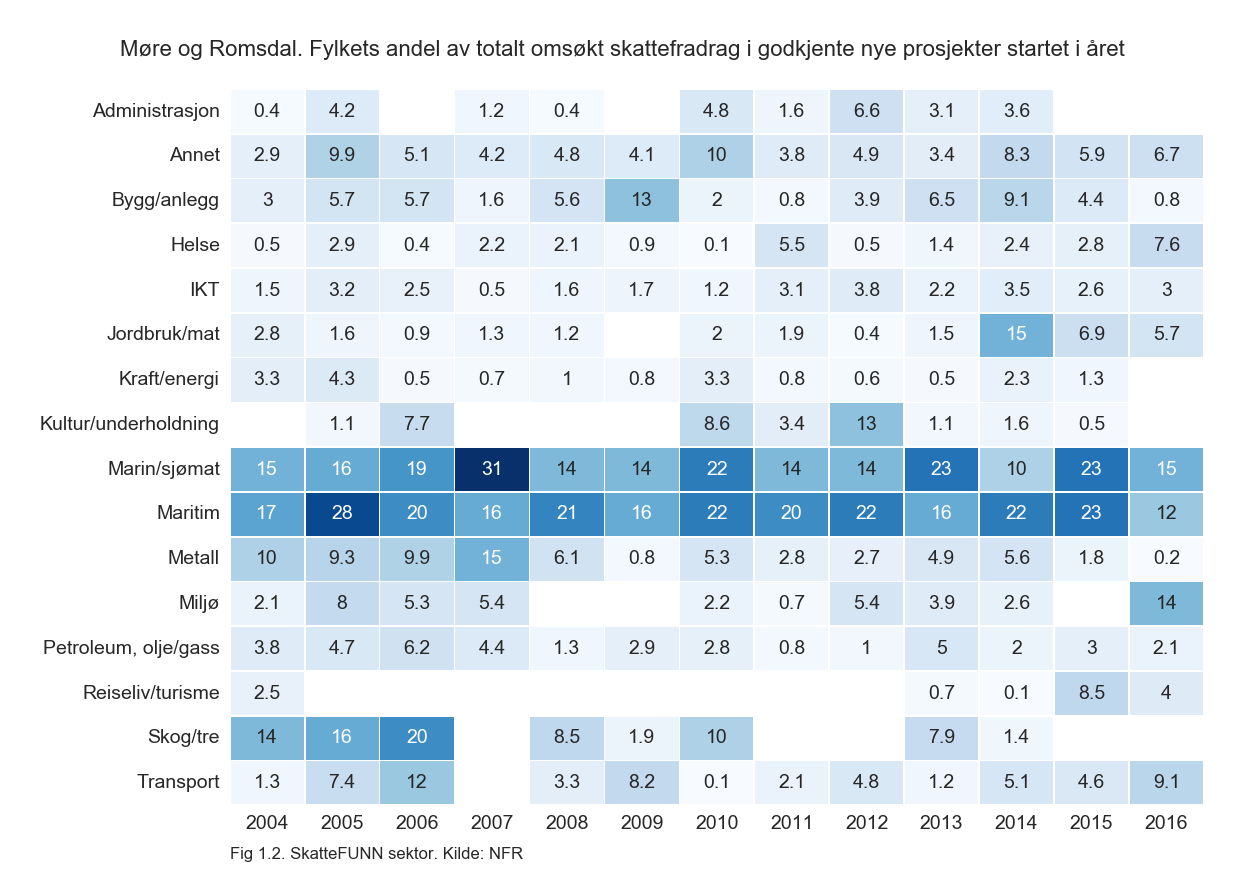 Møre og Romsdal. Fylkets andel av totalt omsøkt skattefradrag i godkjente nye prosjekter startet i året
Administrasjon 0.4 4.2 1.2 0.4 4.8 1.6 6.6 3.1 3.6
Annet 2.9 9.9 5.1 4.2 4.8 4.1 10 3.8 4.9 3.4 8.3 5.9 6.7
Bygg/anlegg 3 5.7 5.7 1.6 5.6 13 2 0.8 3.9 6.5 9.1 4.4 0.8
Helse 0.5 2.9 0.4 2.2 2.1 0.9 0.1 5.5 0.5 1.4 2.4 2.8 7.6
IKT 1.5 3.2 2.5 0.5 1.6 1.7 1.2 3.1 3.8 2.2 3.5 2.6 3
Jordbruk/mat 2.8 1.6 0.9 1.3 1.2 2 1.9 0.4 1.5 15 6.9 5.7
Kraft/energi 3.3 4.3 0.5 0.7 1 0.8 3.3 0.8 0.6 0.5 2.3 1.3
Kultur/underholdning 1.1 7.7 8.6 3.4 13 1.1 1.6 0.5
Marin/sjømat 15 16 19 31 14 14 22 14 14 23 10 23 15
Maritim 17 28 20 16 21 16 22 20 22 16 22 23 12
Metall 10 9.3 9.9 15 6.1 0.8 5.3 2.8 2.7 4.9 5.6 1.8 0.2
Miljø 2.1 8 5.3 5.4 2.2 0.7 5.4 3.9 2.6 14
Petroleum, olje/gass 3.8 4.7 6.2 4.4 1.3 2.9 2.8 0.8 1 5 2 3 2.1
Reiseliv/turisme 2.5 0.7 0.1 8.5 4
Skog/tre 14 16 20 8.5 1.9 10 7.9 1.4
Transport 1.3 7.4 12 3.3 8.2 0.1 2.1 4.8 1.2 5.1 4.6 9.1
2004 2005 2006 2007 2008 2009 2010 2011 2012 2013 2014 2015 2016
Fig 1.2. SkatteFUNN sektor. Kilde: NFR